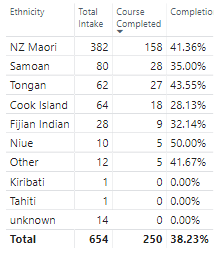 Ethnicity Total Intake Course Completed Completio
NZ Maori 382 158 41.36%
Samoan 80 28 35.00%
Tongan 62 27 43.55%
Cook Island 64 18 28.13%
Fijian Indian 28 9 32.14%
Niue 10 5 50.00%
Other 12 5 41.67%
Kiribati 1 0 0.00%
Tahiti 1 0 0.00%
unknown 14 0 0.00%
Total 654 250 38.23%